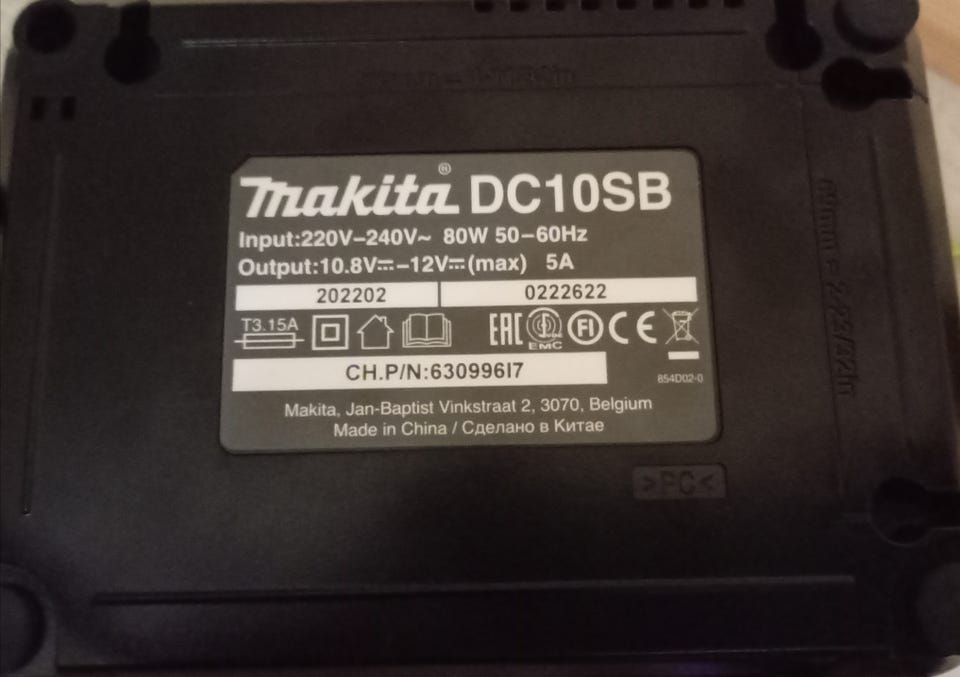 makita® DC10SB
Input:220V–240V~ 80W 50–60Hz
Output:10.8V⎓–12V⎓(max) 5A
202202 0222622
T3.15A
EAC EMC FI CE
CH.P/N:630996I7
854D02-0
Makita, Jan-Baptist Vinkstraat 2, 3070, Belgium
Made in China / Сделано в Китае
>PC<